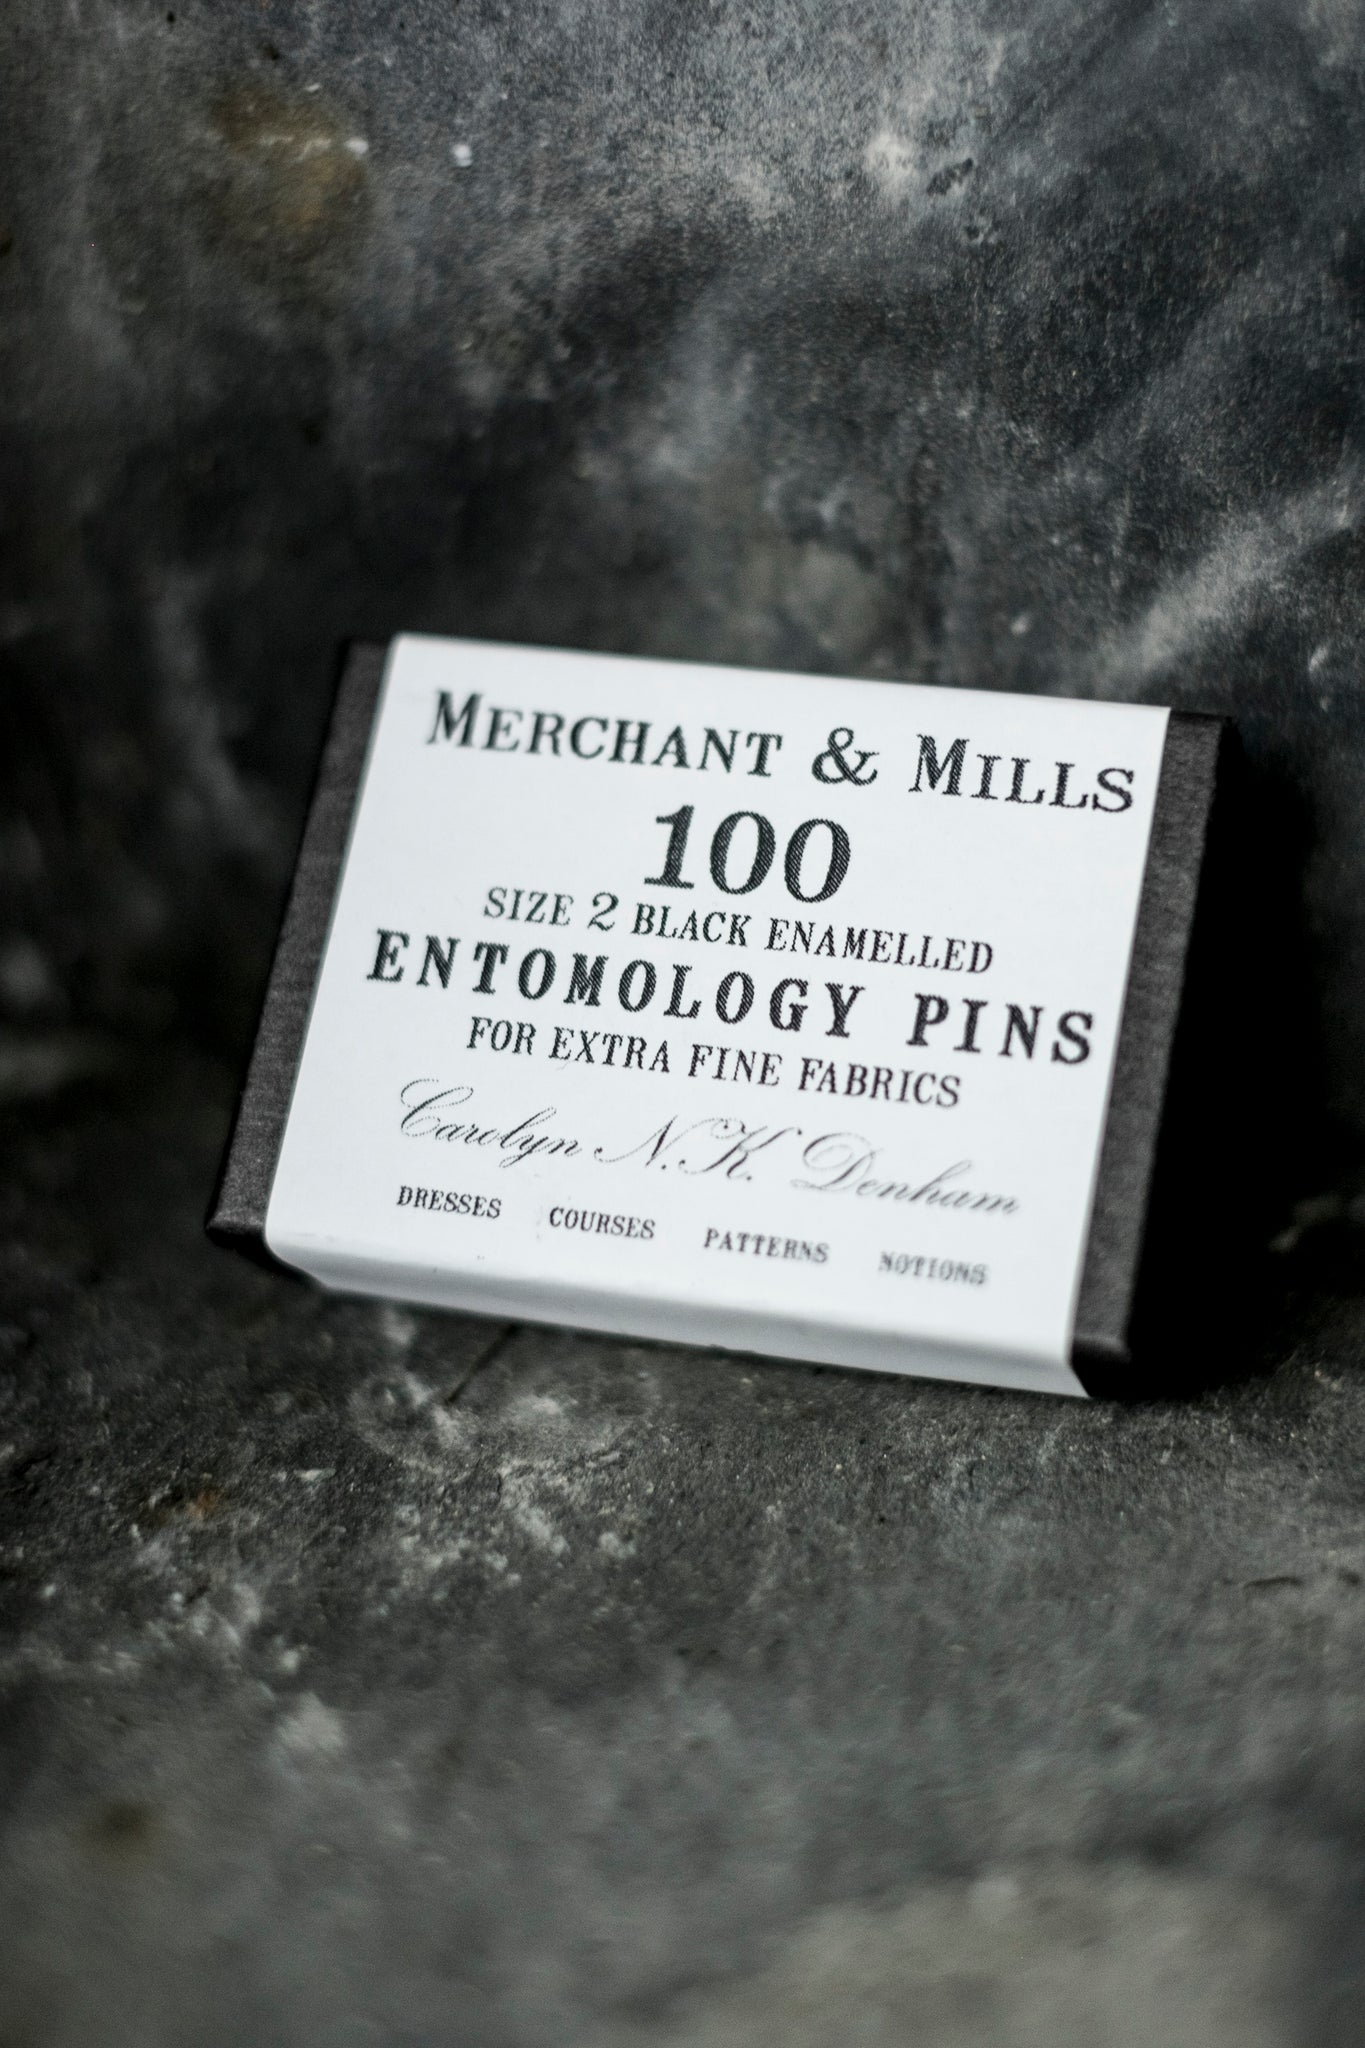 MERCHANT & MILLS
100
SIZE 2 BLACK ENAMELLED
ENTOMOLOGY PINS
FOR EXTRA FINE FABRICS
Carolyn N.K. Denham
DRESSES COURSES PATTERNS NOTIONS